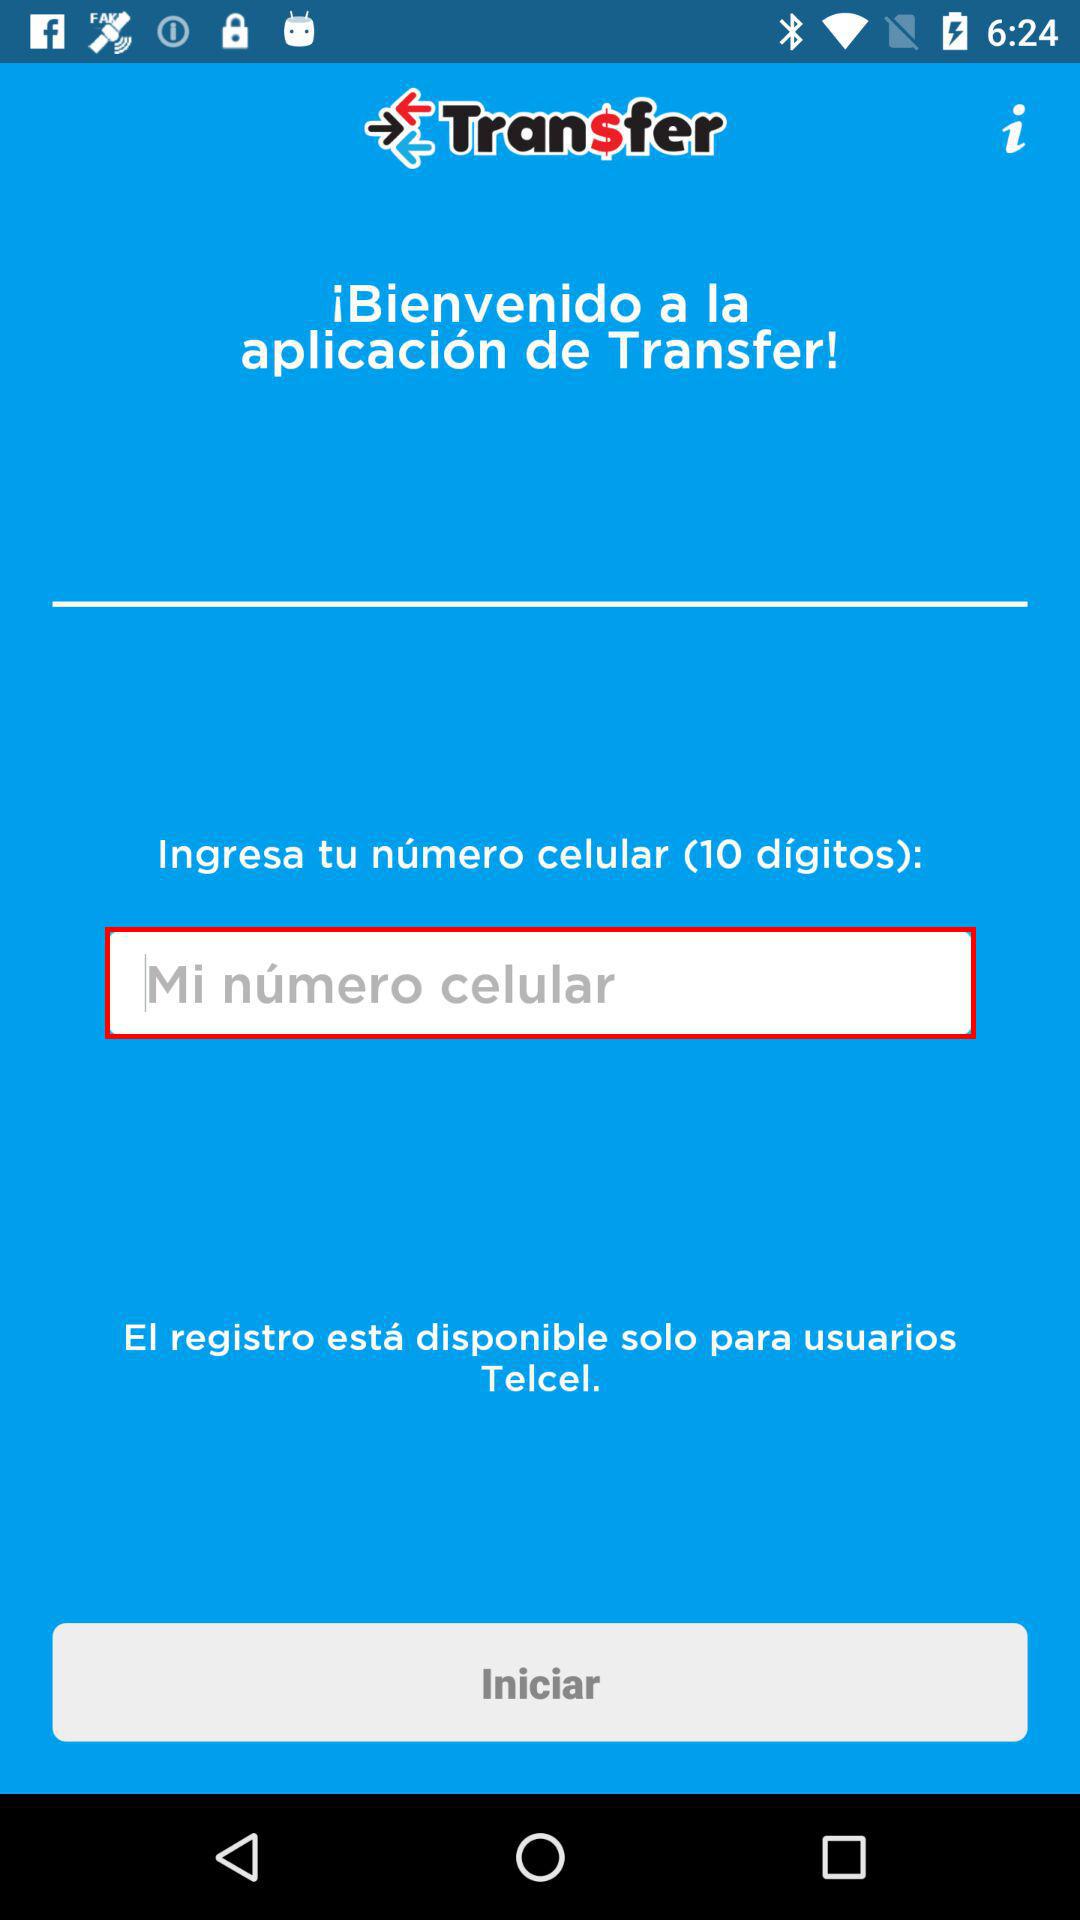 FAKE
6:24
Tran$fer
i
¡Bienvenido a la
aplicación de Transfer!
Ingresa tu número celular (10 dígitos):
Mi número celular
El registro está disponible solo para usuarios
Telcel.
Iniciar